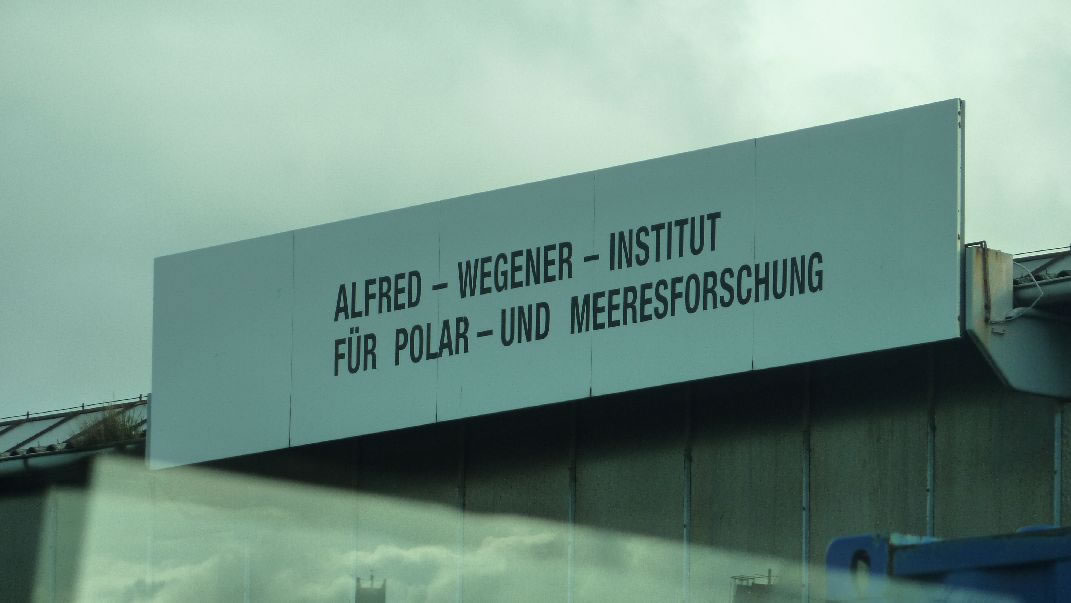 ALFRED – WEGENER – INSTITUT
FÜR POLAR – UND MEERESFORSCHUNG